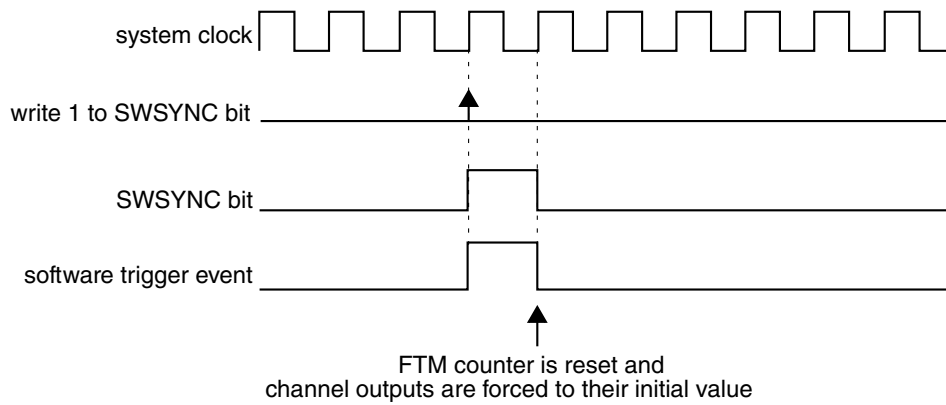 system clock
write 1 to SWSYNC bit
SWSYNC bit
software trigger event
FTM counter is reset and
channel outputs are forced to their initial value